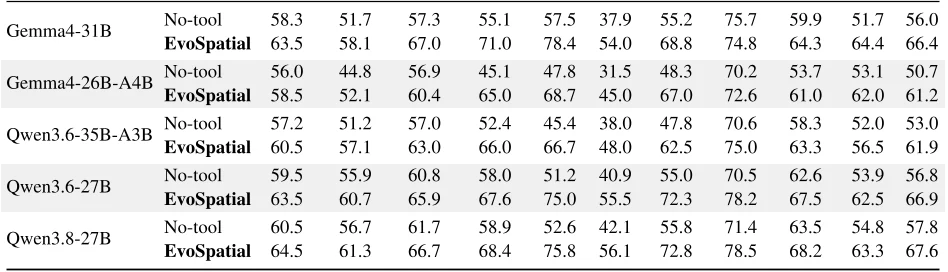 Gemma4-31B No-tool 58.3 51.7 57.3 55.1 57.5 37.9 55.2 75.7 59.9 51.7 56.0
EvoSpatial 63.5 58.1 67.0 71.0 78.4 54.0 68.8 74.8 64.3 64.4 66.4
Gemma4-26B-A4B No-tool 56.0 44.8 56.9 45.1 47.8 31.5 48.3 70.2 53.7 53.1 50.7
EvoSpatial 58.5 52.1 60.4 65.0 68.7 45.0 67.0 72.6 61.0 62.0 61.2
Qwen3.6-35B-A3B No-tool 57.2 51.2 57.0 52.4 45.4 38.0 47.8 70.6 58.3 52.0 53.0
EvoSpatial 60.5 57.1 63.0 66.0 66.7 48.0 62.5 75.0 63.3 56.5 61.9
Qwen3.6-27B No-tool 59.5 55.9 60.8 58.0 51.2 40.9 55.0 70.5 62.6 53.9 56.8
EvoSpatial 63.5 60.7 65.9 67.6 75.0 55.5 72.3 78.2 67.5 62.5 66.9
Qwen3.8-27B No-tool 60.5 56.7 61.7 58.9 52.6 42.1 55.8 71.4 63.5 54.8 57.8
EvoSpatial 64.5 61.3 66.7 68.4 75.8 56.1 72.8 78.5 68.2 63.3 67.6